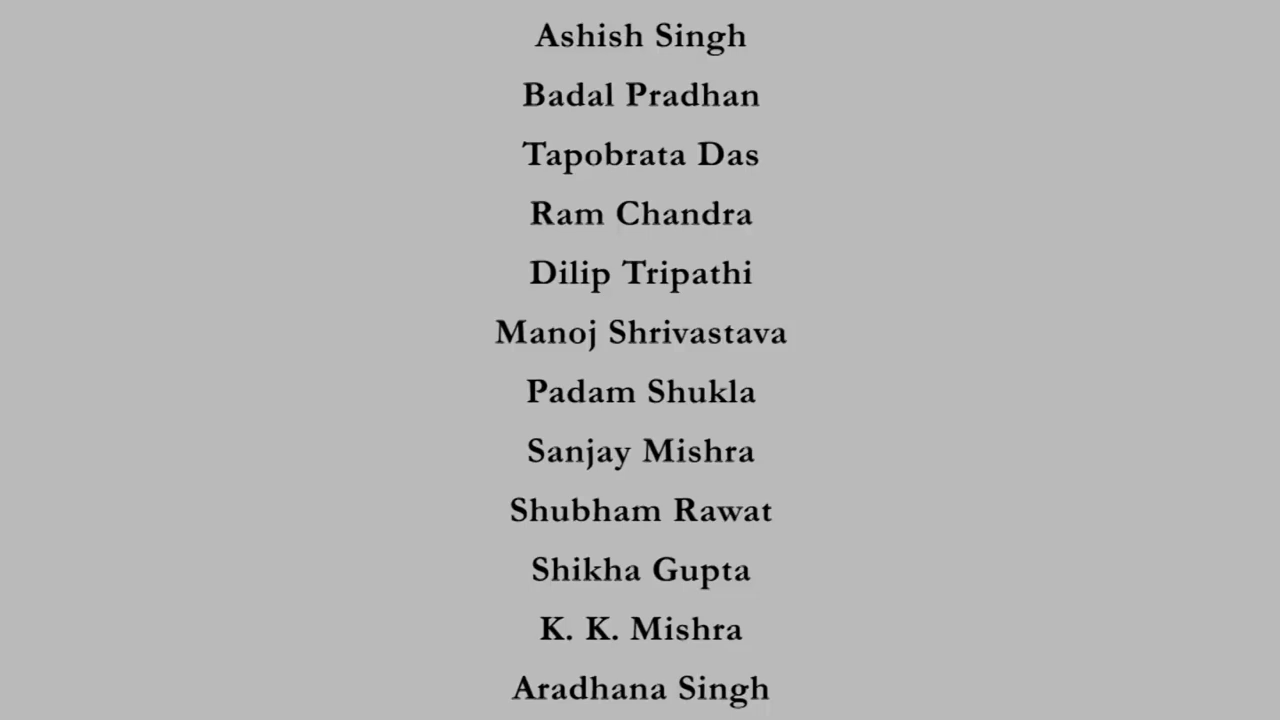 Ashish Singh
Badal Pradhan
Tapobrata Das
Ram Chandra
Dilip Tripathi
Manoj Shrivastava
Padam Shukla
Sanjay Mishra
Shubham Rawat
Shikha Gupta
K. K. Mishra
Aradhana Singh